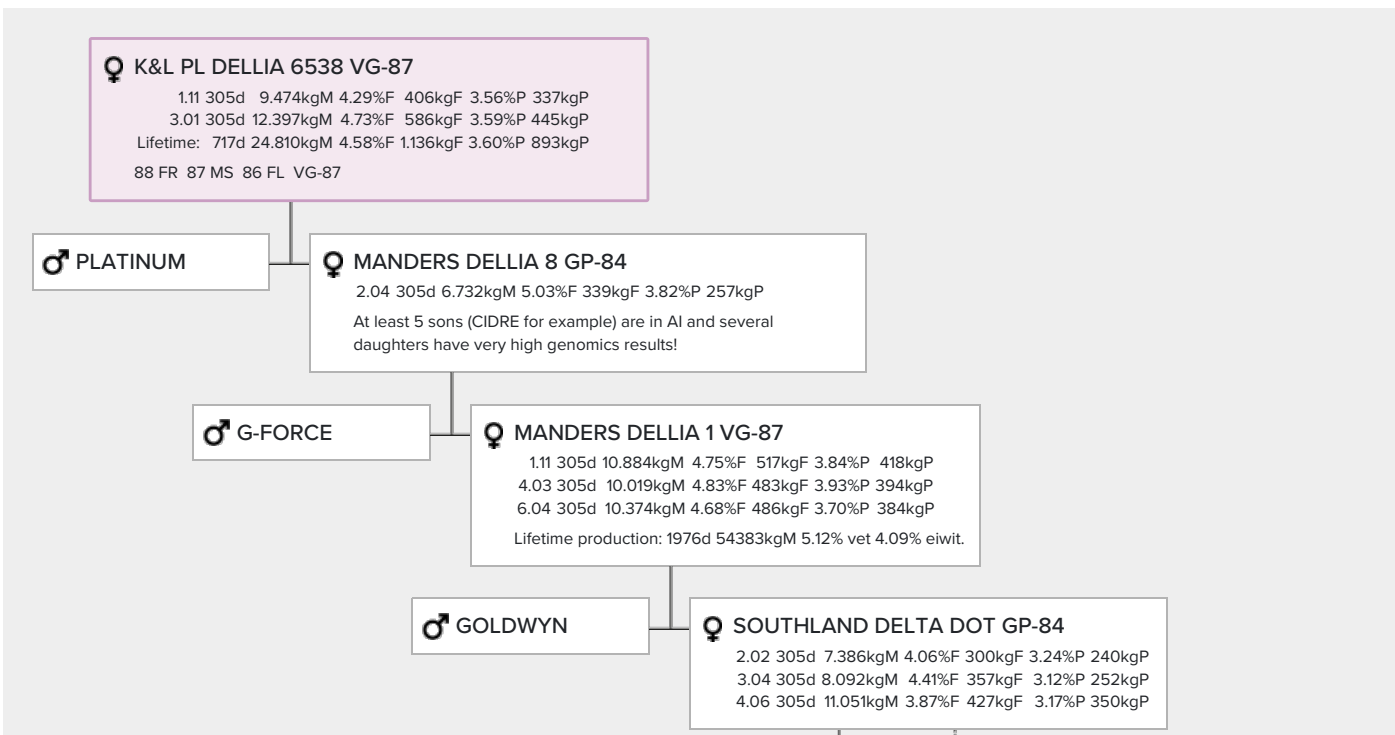 K&L PL DELLIA 6538 VG-87
1.11 305d 9.474kgM 4.29%F 406kgF 3.56%P 337kgP
3.01 305d 12.397kgM 4.73%F 586kgF 3.59%P 445kgP
Lifetime: 717d 24.810kgM 4.58%F 1.136kgF 3.60%P 893kgP
88 FR 87 MS 86 FL VG-87
PLATINUM
MANDERS DELLIA 8 GP-84
2.04 305d 6.732kgM 5.03%F 339kgF 3.82%P 257kgP
At least 5 sons (CIDRE for example) are in AI and several
daughters have very high genomics results!
G-FORCE
MANDERS DELLIA 1 VG-87
1.11 305d 10.884kgM 4.75%F 517kgF 3.84%P 418kgP
4.03 305d 10.019kgM 4.83%F 483kgF 3.93%P 394kgP
6.04 305d 10.374kgM 4.68%F 486kgF 3.70%P 384kgP
Lifetime production: 1976d 54383kgM 5.12% vet 4.09% eiwit.
GOLDWYN
SOUTHLAND DELTA DOT GP-84
2.02 305d 7.386kgM 4.06%F 300kgF 3.24%P 240kgP
3.04 305d 8.092kgM 4.41%F 357kgF 3.12%P 252kgP
4.06 305d 11.051kgM 3.87%F 427kgF 3.17%P 350kgP